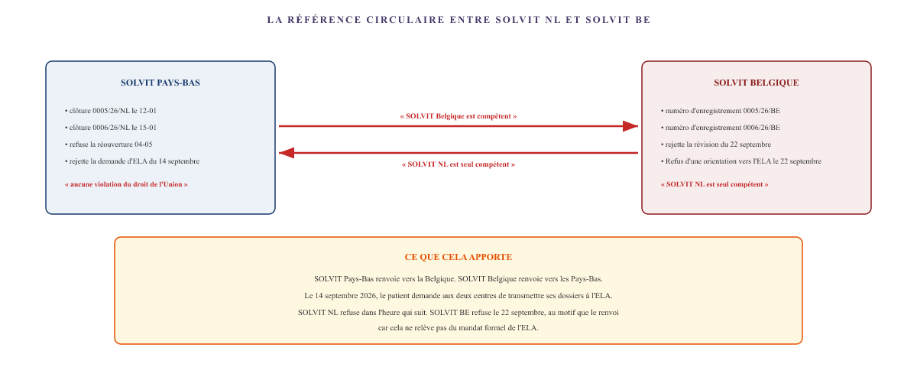 LA RÉFÉRENCE CIRCULAIRE ENTRE SOLVIT NL ET SOLVIT BE
SOLVIT PAYS-BAS
• clôture 0005/26/NL le 12-01
• clôture 0006/26/NL le 15-01
• refuse la réouverture 04-05
• rejette la demande d'ELA du 14 septembre
« aucune violation du droit de l'Union »
« SOLVIT Belgique est compétent »
« SOLVIT NL est seul compétent »
SOLVIT BELGIQUE
• numéro d'enregistrement 0005/26/BE
• numéro d'enregistrement 0006/26/BE
• rejette la révision du 22 septembre
• Refus d'une orientation vers l'ELA le 22 septembre
« SOLVIT NL est seul compétent »
CE QUE CELA APPORTE
SOLVIT Pays-Bas renvoie vers la Belgique. SOLVIT Belgique renvoie vers les Pays-Bas.
Le 14 septembre 2026, le patient demande aux deux centres de transmettre ses dossiers à l'ELA.
SOLVIT NL refuse dans l'heure qui suit. SOLVIT BE refuse le 22 septembre, au motif que le renvoi
car cela ne relève pas du mandat formel de l'ELA.